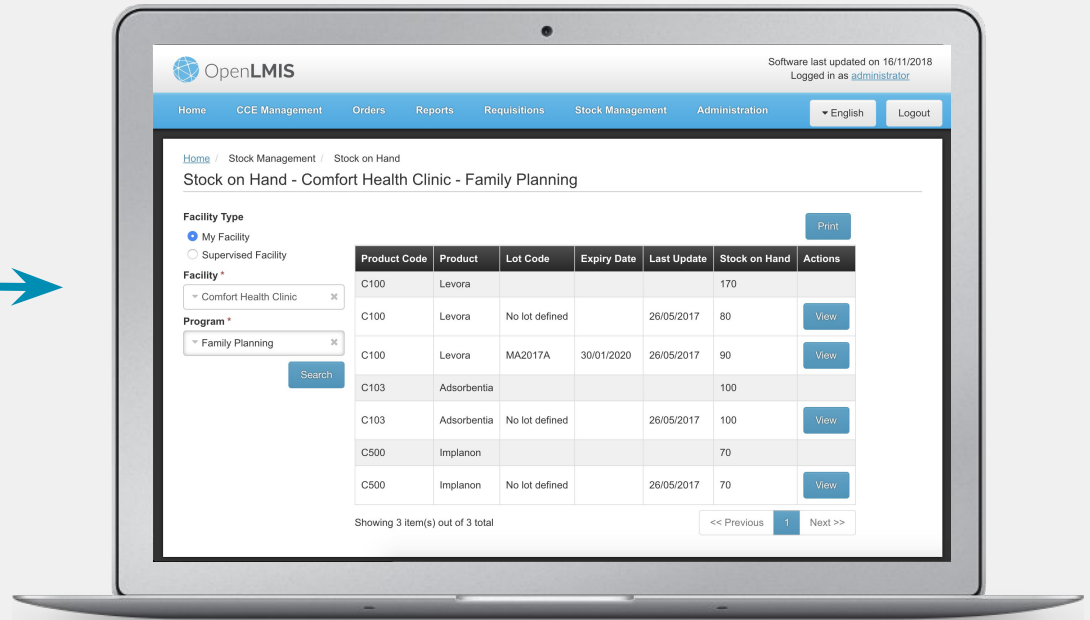 OpenLMIS
Software last updated on 16/11/2018
Logged in as administrator
Home CCE Management Orders Reports Requisitions Stock Management Administration English Logout
Home / Stock Management / Stock on Hand
Stock on Hand - Comfort Health Clinic - Family Planning
Facility Type
My Facility
Supervised Facility
Facility *
Comfort Health Clinic
Program *
Family Planning
Search
Print
Product Code Product Lot Code Expiry Date Last Update Stock on Hand Actions
C100 Levora 170
C100 Levora No lot defined 26/05/2017 80 View
C100 Levora MA2017A 30/01/2020 26/05/2017 90 View
C103 Adsorbentia 100
C103 Adsorbentia No lot defined 26/05/2017 100 View
C500 Implanon 70
C500 Implanon No lot defined 26/05/2017 70 View
Showing 3 item(s) out of 3 total << Previous 1 Next >>